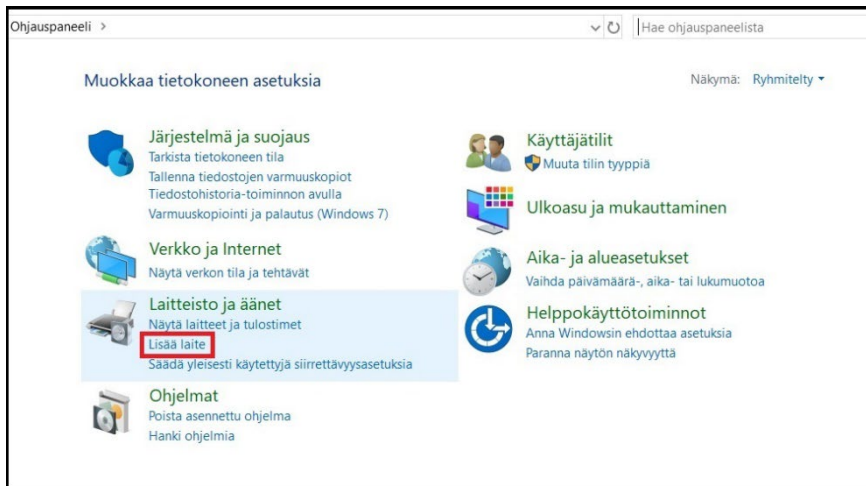 Ohjauspaneeli >
Hae ohjauspaneelista
Muokkaa tietokoneen asetuksia
Näkymä: Ryhmitelty
Järjestelmä ja suojaus
Tarkista tietokoneen tila
Tallenna tiedostojen varmuuskopiot
Tiedostohistoria-toiminnon avulla
Varmuuskopiointi ja palautus (Windows 7)
Verkko ja Internet
Näytä verkon tila ja tehtävät
Laitteisto ja äänet
Näytä laitteet ja tulostimet
Lisää laite
Säädä yleisesti käytettyjä siirrettävyysasetuksia
Ohjelmat
Poista asennettu ohjelma
Hanki ohjelmia
Käyttäjätilit
Muuta tilin tyyppiä
Ulkoasu ja mukauttaminen
Aika- ja alueasetukset
Vaihda päivämäärä-, aika- tai lukumuotoa
Helppokäyttötoiminnot
Anna Windowsin ehdottaa asetuksia
Paranna näytön näkyvyyttä